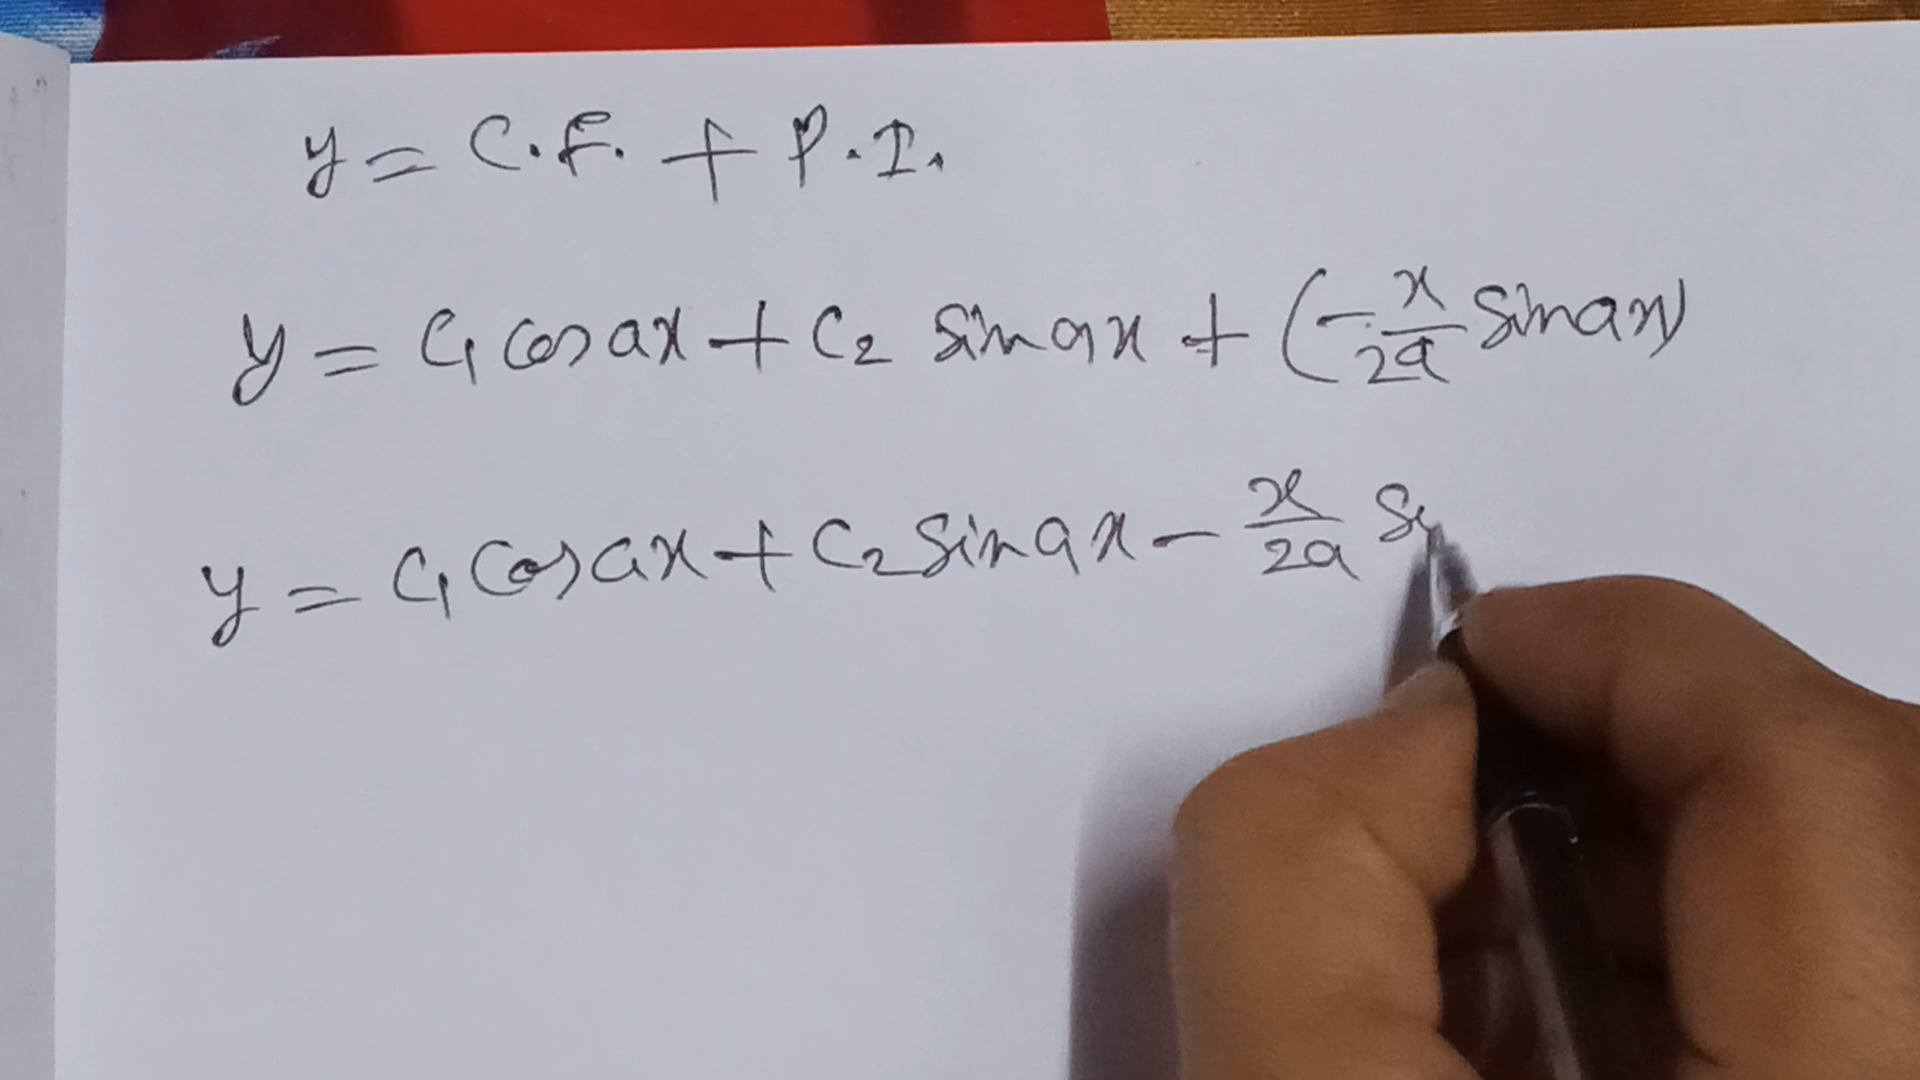 y = C.F. + P.I.
y = C₁ cos ax + C₂ sin ax + (-x/2a sin ax)
y = C₁ cos ax + C₂ sin ax - x/2a s